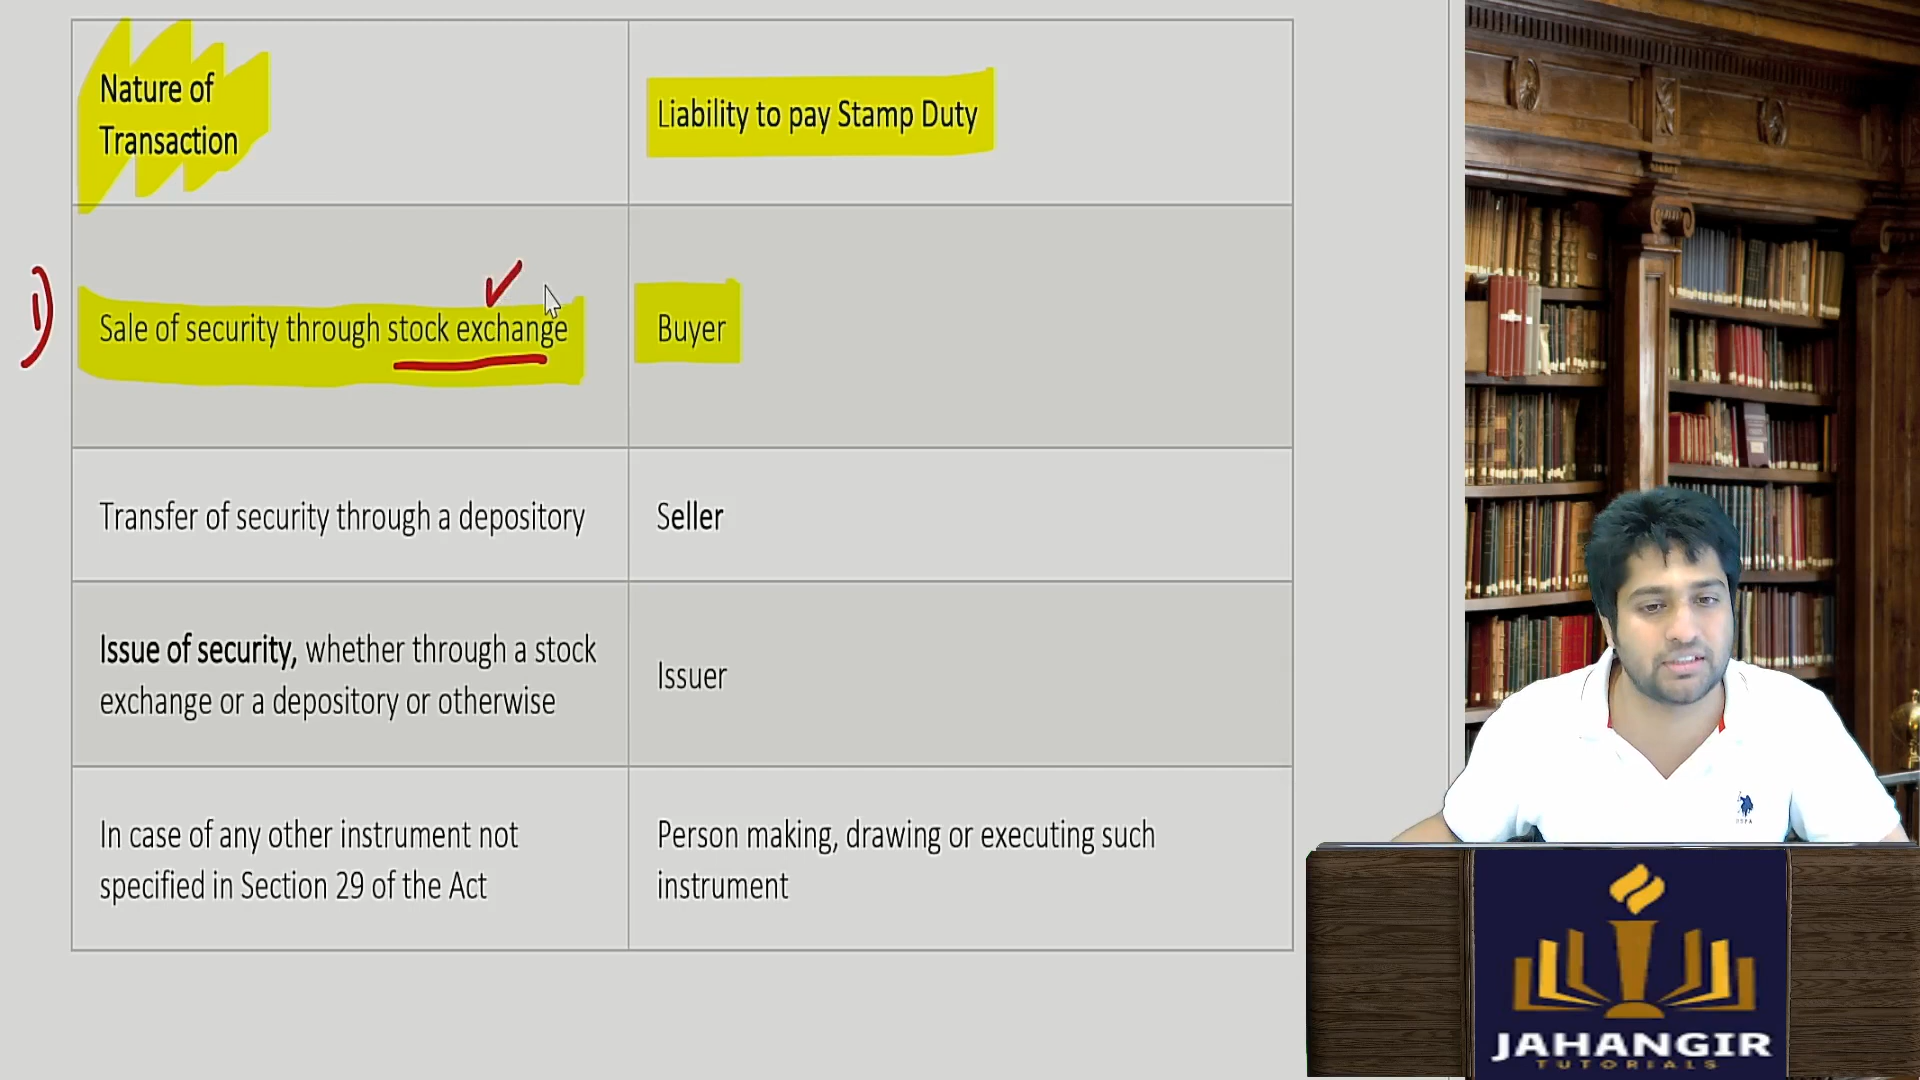 Nature of
Transaction
Liability to pay Stamp Duty
1)
Sale of security through stock exchange
Buyer
Transfer of security through a depository
Seller
Issue of security, whether through a stock
exchange or a depository or otherwise
Issuer
In case of any other instrument not
specified in Section 29 of the Act
Person making, drawing or executing such
instrument
JAHANGIR
TUTORIALS